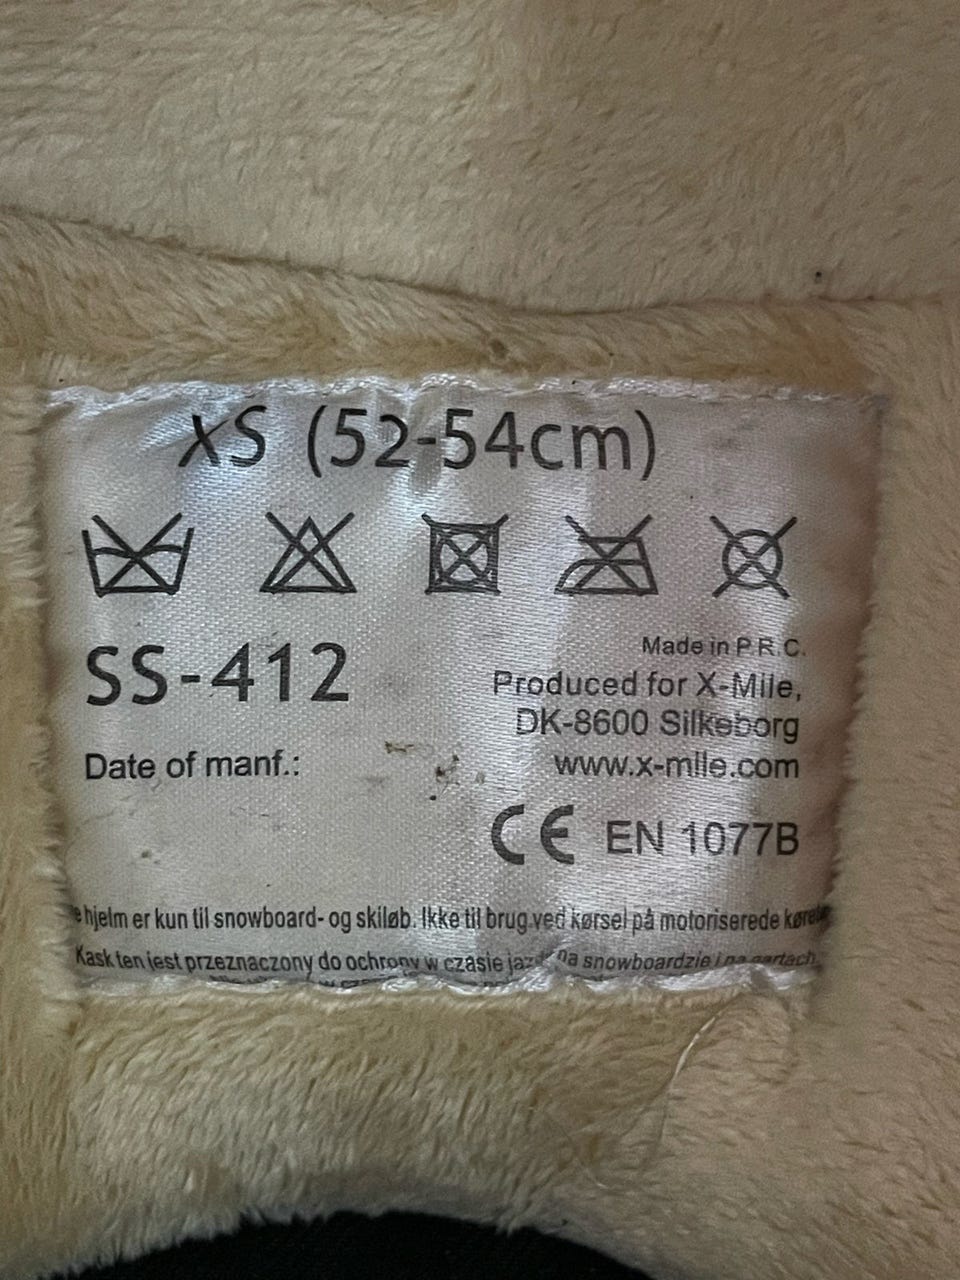 XS (52-54cm)
SS-412
Made in P.R.C.
Produced for X-Mile,
DK-8600 Silkeborg
www.x-mile.com
Date of manf.:
CE EN 1077B
hjelm er kun til snowboard- og skiløb. Ikke til brug ved kørsel på motoriserede
Kask ten jest przeznaczony do ochrony w czasie na snowboardzie i na nartach